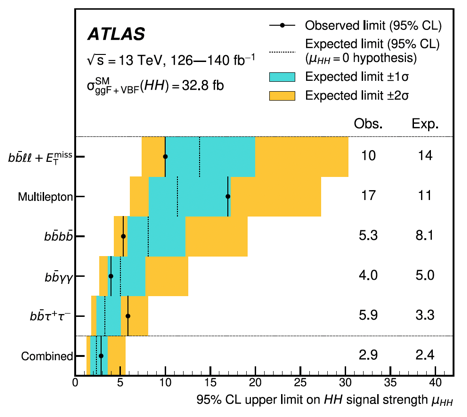 ATLAS
√s = 13 TeV, 126—140 fb⁻¹
σ^SM_ggF+VBF(HH) = 32.8 fb
Observed limit (95% CL)
Expected limit (95% CL)
(μ_HH = 0 hypothesis)
Expected limit ±1σ
Expected limit ±2σ
Obs. Exp.
bb̄ℓℓ + E_T^miss 10 14
Multilepton 17 11
bb̄bb̄ 5.3 8.1
bb̄γγ 4.0 5.0
bb̄τ⁺τ⁻ 5.9 3.3
Combined 2.9 2.4
0 5 10 15 20 25 30 35 40
95% CL upper limit on HH signal strength μ_HH